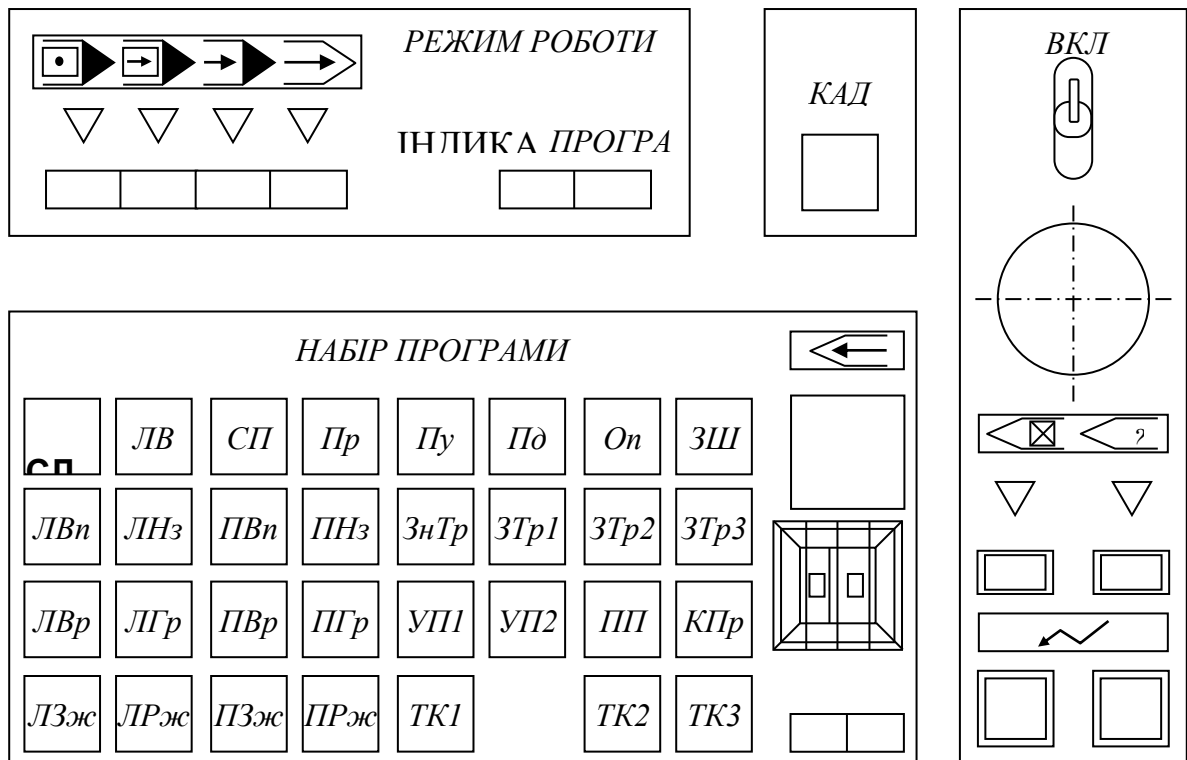 РЕЖИМ РОБОТИ
КАД
ВКЛ
ІНДИКА ПРОГРА
НАБІР ПРОГРАМИ
СЛ ЛВ СП Пр Пу Пд Оп ЗШ
ЛВп ЛНз ПВп ПНз ЗнТр ЗТр1 ЗТр2 ЗТр3
ЛВр ЛГр ПВр ПГр УП1 УП2 ПП КПр
ЛЗж ЛРж ПЗж ПРж ТК1 ТК2 ТК3